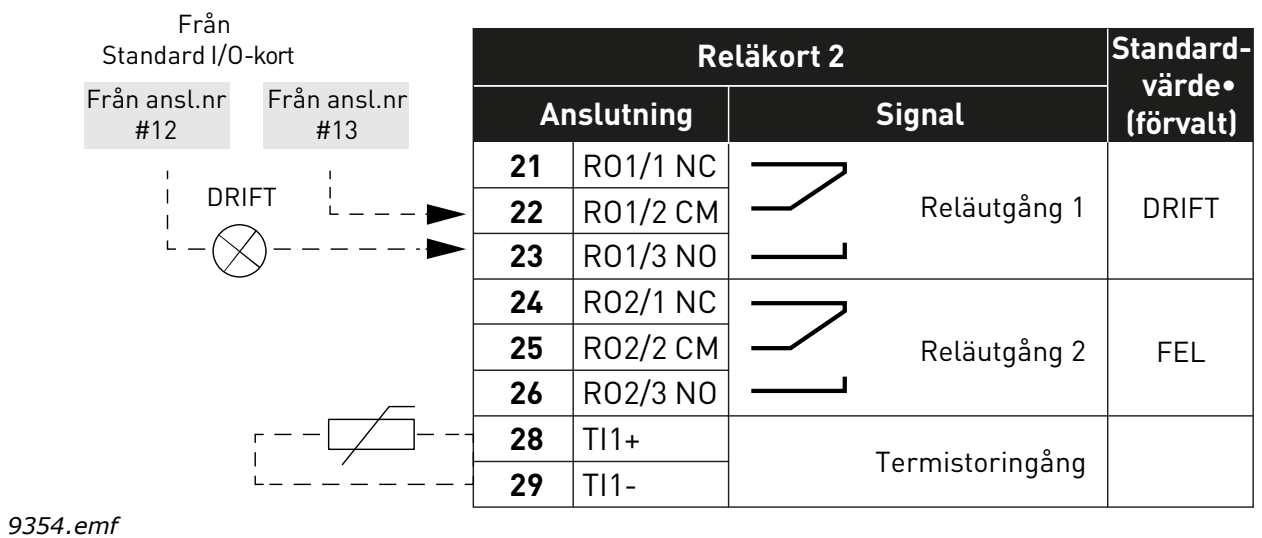 Från
Standard I/O-kort
Från ansl.nr
#12
Från ansl.nr
#13
DRIFT
Reläkort 2
Standard-
värde•
(förvalt)
Anslutning
Signal
21 RO1/1 NC
22 RO1/2 CM
Reläutgång 1
DRIFT
23 RO1/3 NO
24 RO2/1 NC
25 RO2/2 CM
Reläutgång 2
FEL
26 RO2/3 NO
28 TI1+
Termistoringång
29 TI1-
9354.emf